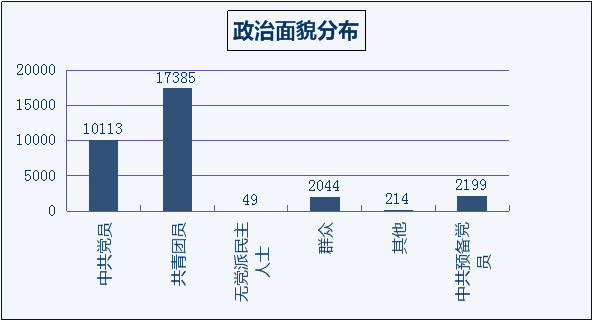 政治面貌分布
20000
15000
10000
5000
0
10113
17385
49
2044
214
2199
中共党员
共青团员
无党派民主
人士
群众
其他
中共预备党
员